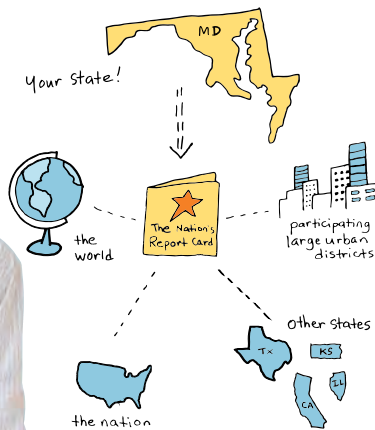 MD
Your state!
The Nation's
Report Card
the
world
participating
large urban
districts
Other States
TX
KS
IL
CA
the nation